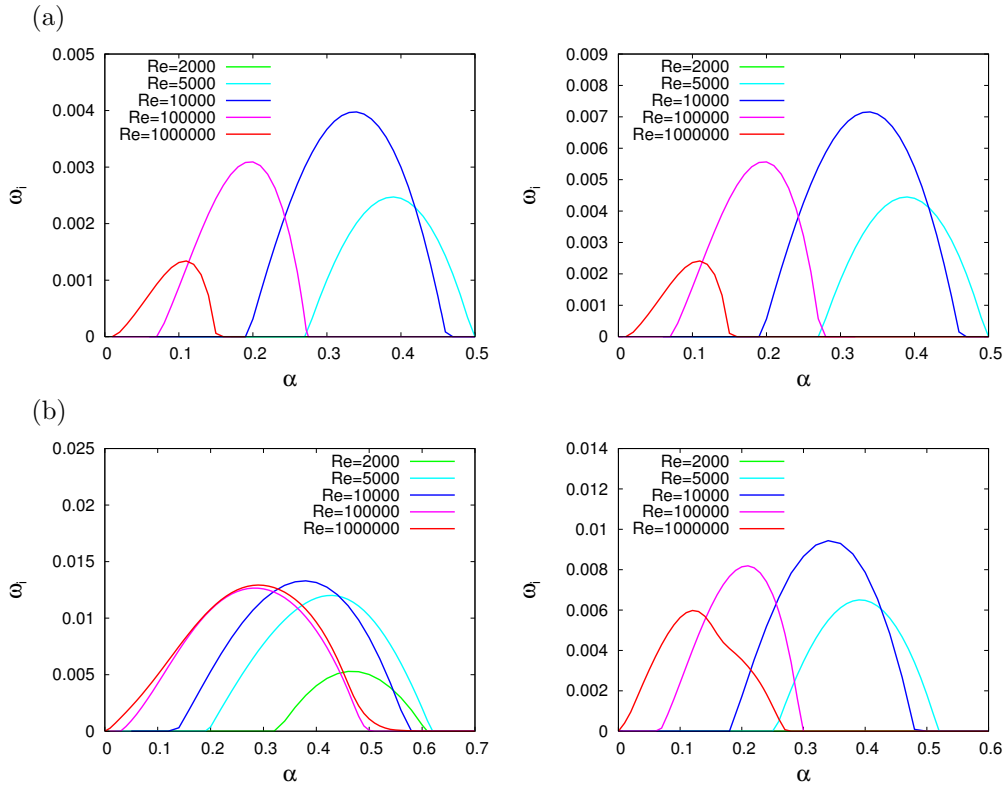 (a)
0.005
0.004
0.003
0.002
0.001
0
0
0.1
0.2
0.3
0.4
0.5
ωi
α
Re=2000
Re=5000
Re=10000
Re=100000
Re=1000000
0.009
0.008
0.007
0.006
0.005
0.004
0.003
0.002
0.001
0
0
0.1
0.2
0.3
0.4
0.5
ωi
α
Re=2000
Re=5000
Re=10000
Re=100000
Re=1000000
(b)
0.025
0.02
0.015
0.01
0.005
0
0
0.1
0.2
0.3
0.4
0.5
0.6
0.7
ωi
α
Re=2000
Re=5000
Re=10000
Re=100000
Re=1000000
0.014
0.012
0.01
0.008
0.006
0.004
0.002
0
0
0.1
0.2
0.3
0.4
0.5
0.6
ωi
α
Re=2000
Re=5000
Re=10000
Re=100000
Re=1000000